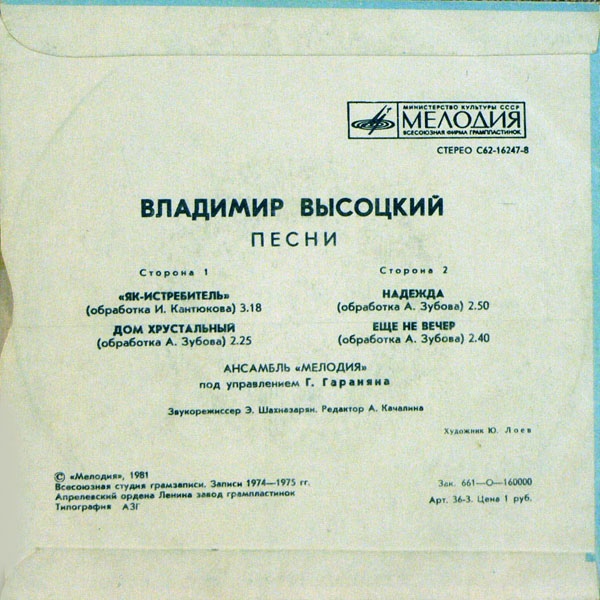 МИНИСТЕРСТВО КУЛЬТУРЫ СССР
МЕЛОДИЯ
ВСЕСОЮЗНАЯ ФИРМА ГРАМПЛАСТИНОК
СТЕРЕО С62-16247-8
ВЛАДИМИР ВЫСОЦКИЙ
ПЕСНИ
Сторона 1
«ЯК-ИСТРЕБИТЕЛЬ»
(обработка И. Кантюкова) 3.18
ДОМ ХРУСТАЛЬНЫЙ
(обработка А. Зубова) 2.25
Сторона 2
НАДЕЖДА
(обработка А. Зубова) 2.50
ЕЩЕ НЕ ВЕЧЕР
(обработка А. Зубова) 2.40
АНСАМБЛЬ «МЕЛОДИЯ»
под управлением Г. Гараняна
Звукорежиссер Э. Шахназарян. Редактор А. Качалина
Художник Ю. Лоев
© «Мелодия», 1981
Всесоюзная студия грамзаписи. Записи 1974—1975 гг.
Апрелевский ордена Ленина завод грампластинок
Типография АЗГ
Зак. 661—О—160000
Арт. 36-3. Цена 1 руб.